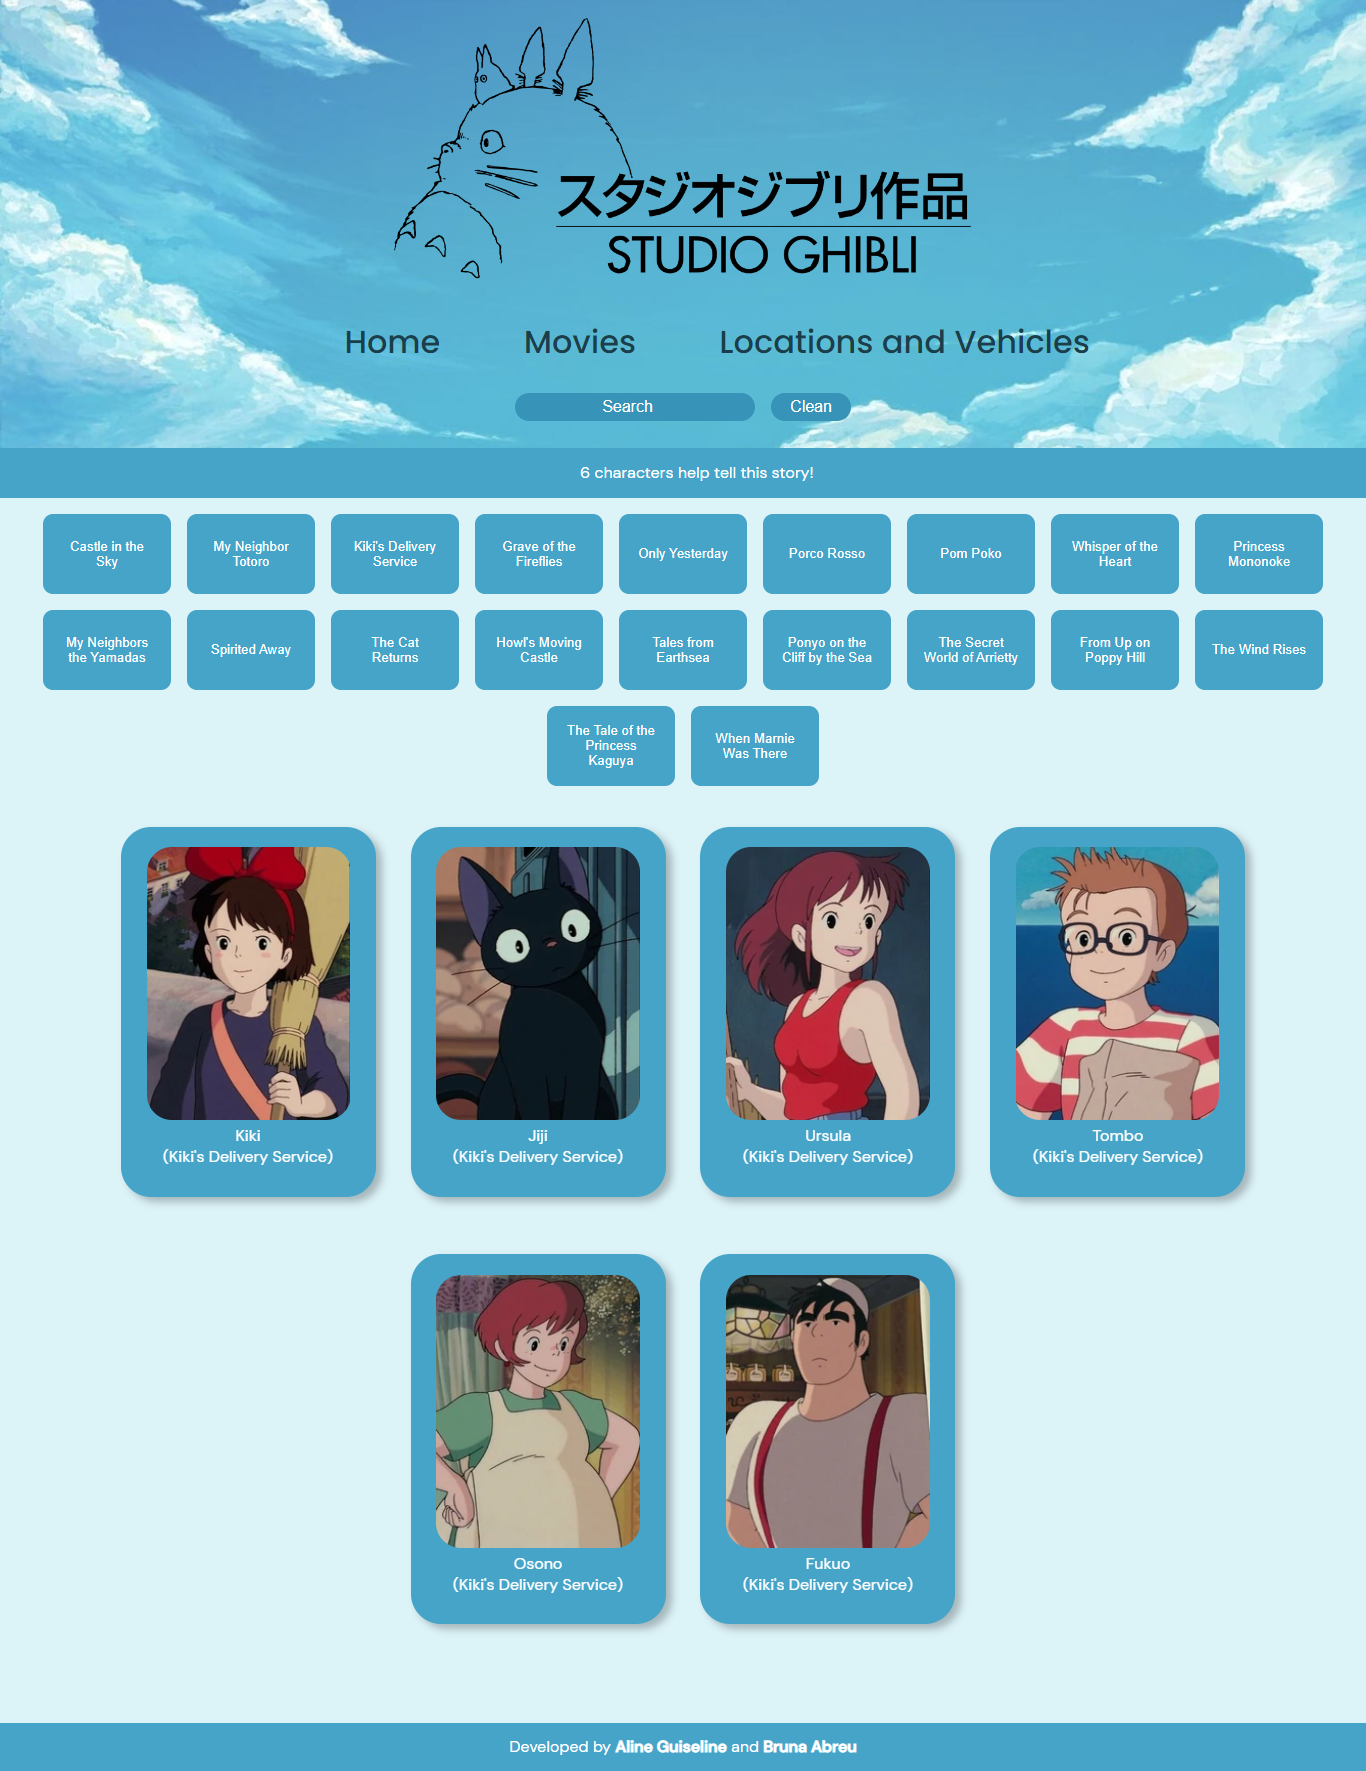 スタジオジブリ作品
STUDIO GHIBLI
Home Movies Locations and Vehicles
Search Clean
6 characters help tell this story!
Castle in the
Sky
My Neighbor
Totoro
Kiki's Delivery
Service
Grave of the
Fireflies
Only Yesterday
Porco Rosso
Pom Poko
Whisper of the
Heart
Princess
Mononoke
My Neighbors
the Yamadas
Spirited Away
The Cat
Returns
Howl's Moving
Castle
Tales from
Earthsea
Ponyo on the
Cliff by the Sea
The Secret
World of Arrietty
From Up on
Poppy Hill
The Wind Rises
The Tale of the
Princess
Kaguya
When Marnie
Was There
Kiki
(Kiki's Delivery Service)
Jiji
(Kiki's Delivery Service)
Ursula
(Kiki's Delivery Service)
Tombo
(Kiki's Delivery Service)
Osono
(Kiki's Delivery Service)
Fukuo
(Kiki's Delivery Service)
Developed by Aline Guiseline and Bruna Abreu